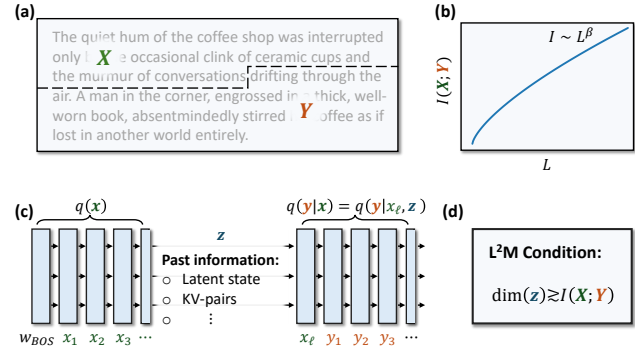 (a)
The quiet hum of the coffee shop was interrupted
only b e occasional clink of ceramic cups and
X
the murmur of conversations drifting through the
air. A man in the corner, engrossed in a thick, well-
worn book, absentmindedly stirred coffee as if
Y
lost in another world entirely.
(b)
I ~ L^β
I(X; Y)
L
(c)
q(x)
q(y|x) = q(y|x_ℓ, z)
z
Past information:
○ Latent state
○ KV-pairs
○ ⋮
w_BOS x_1 x_2 x_3 ⋯
x_ℓ y_1 y_2 y_3 ⋯
(d)
L²M Condition:
dim(z) ≳ I(X; Y)